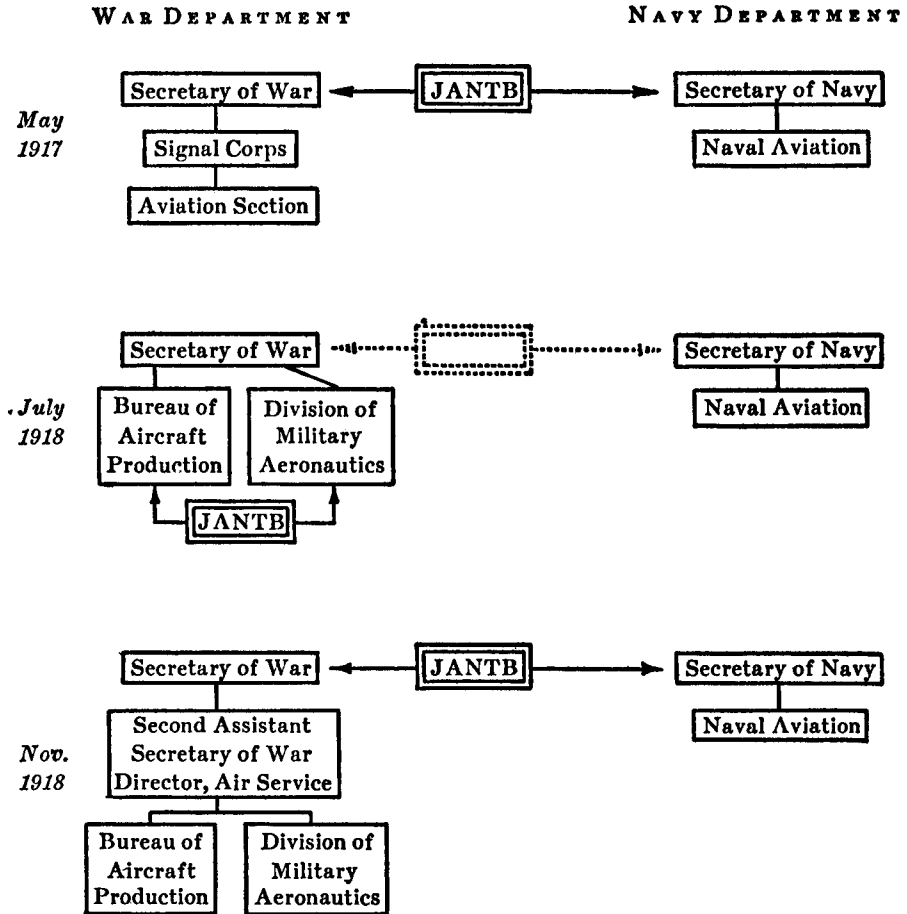 WAR DEPARTMENT
NAVY DEPARTMENT
May
1917
Secretary of War
JANTB
Secretary of Navy
Signal Corps
Naval Aviation
Aviation Section
July
1918
Secretary of War
Secretary of Navy
Bureau of
Aircraft
Production
Division of
Military
Aeronautics
Naval Aviation
JANTB
Nov.
1918
Secretary of War
JANTB
Secretary of Navy
Second Assistant
Secretary of War
Director, Air Service
Naval Aviation
Bureau of
Aircraft
Production
Division of
Military
Aeronautics